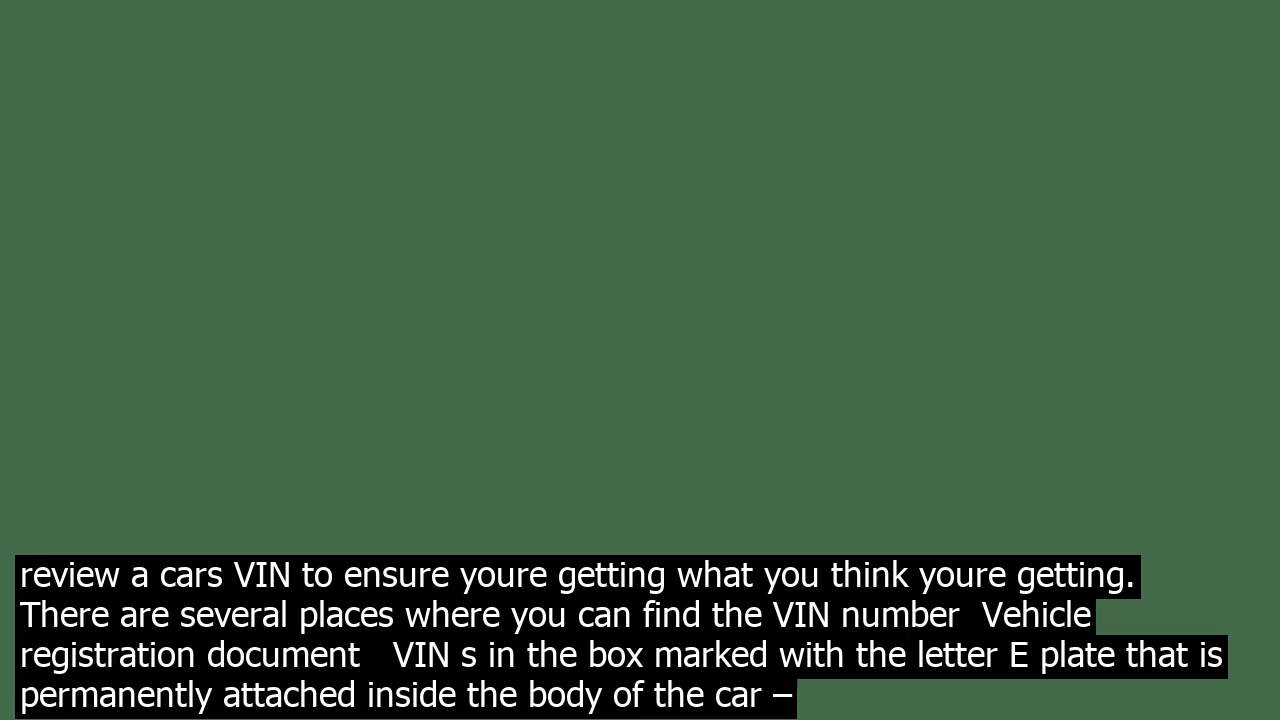 review a cars VIN to ensure youre getting what you think youre getting.
There are several places where you can find the VIN number  Vehicle
registration document   VIN s in the box marked with the letter E plate that is
permanently attached inside the body of the car –